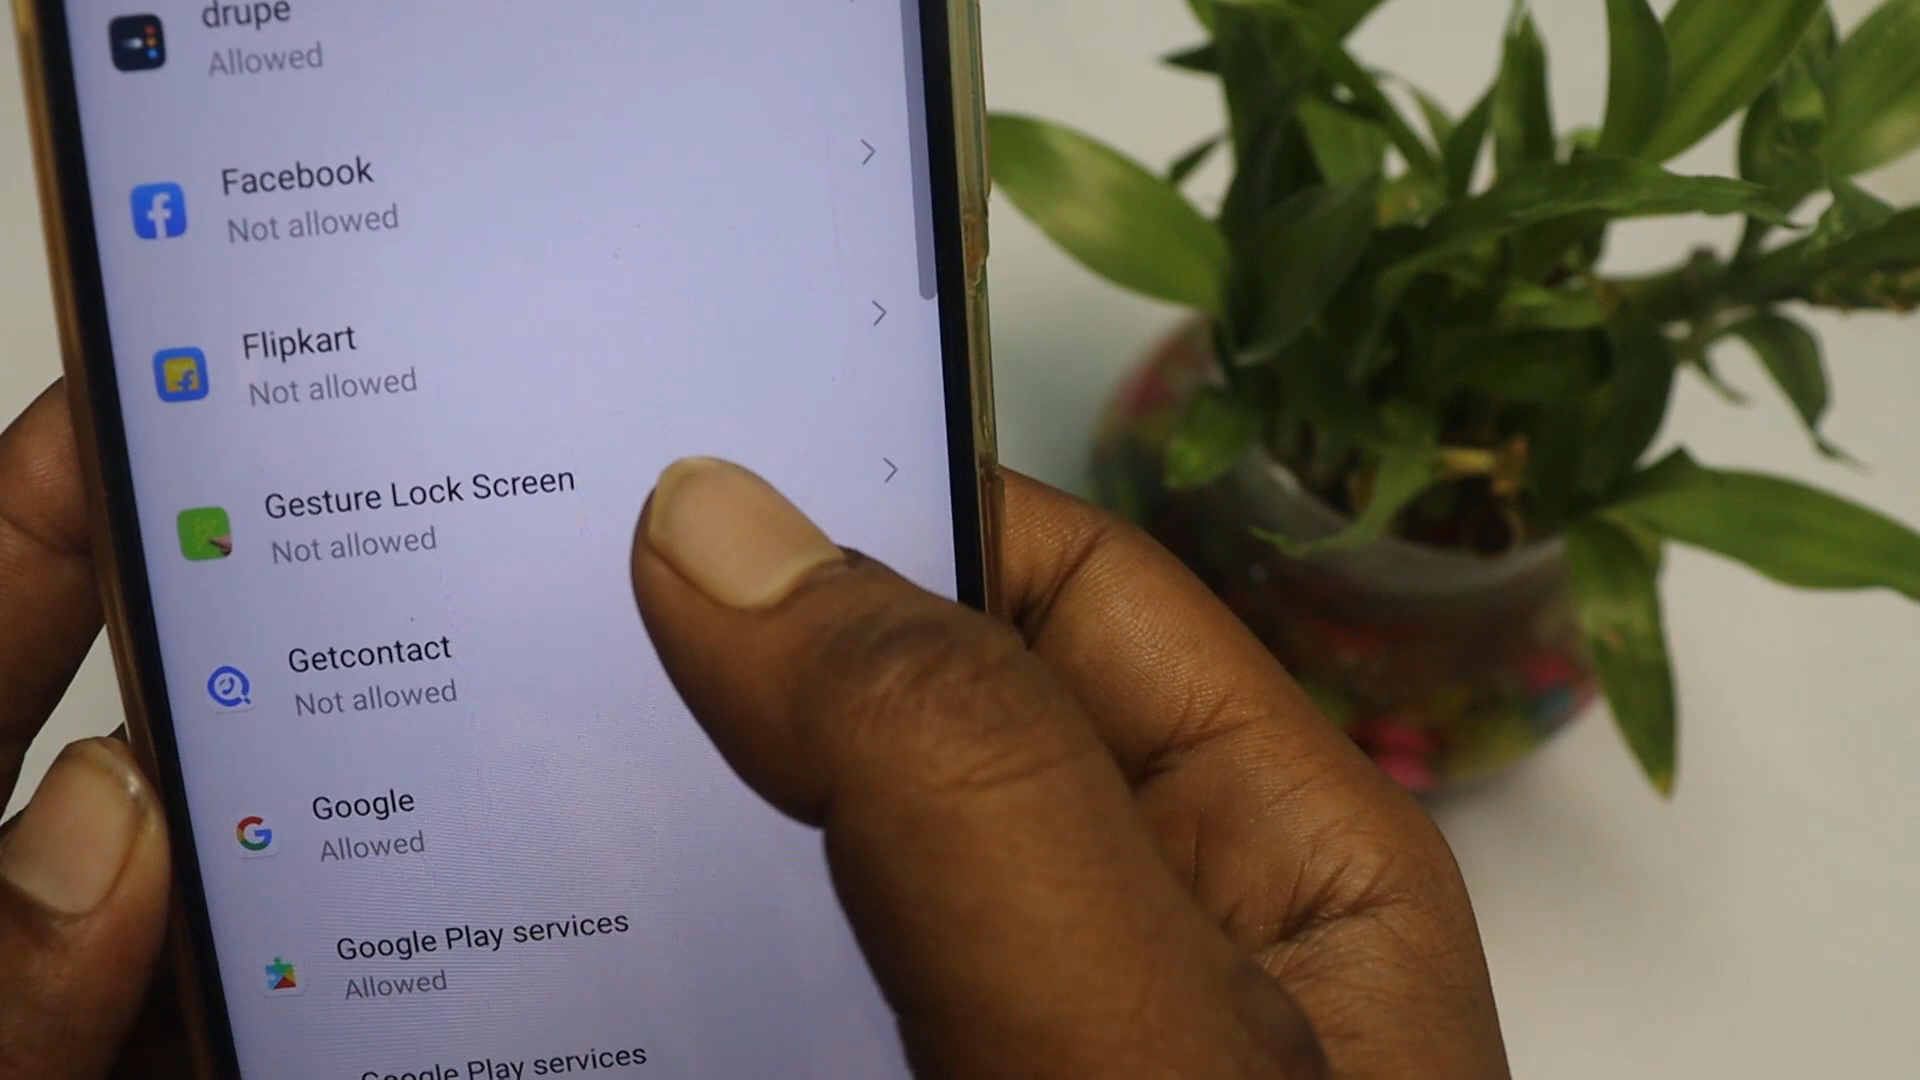 drupe
Allowed
Facebook
Not allowed
Flipkart
Not allowed
Gesture Lock Screen
Not allowed
Getcontact
Not allowed
Google
Allowed
Google Play services
Allowed
Google Play services